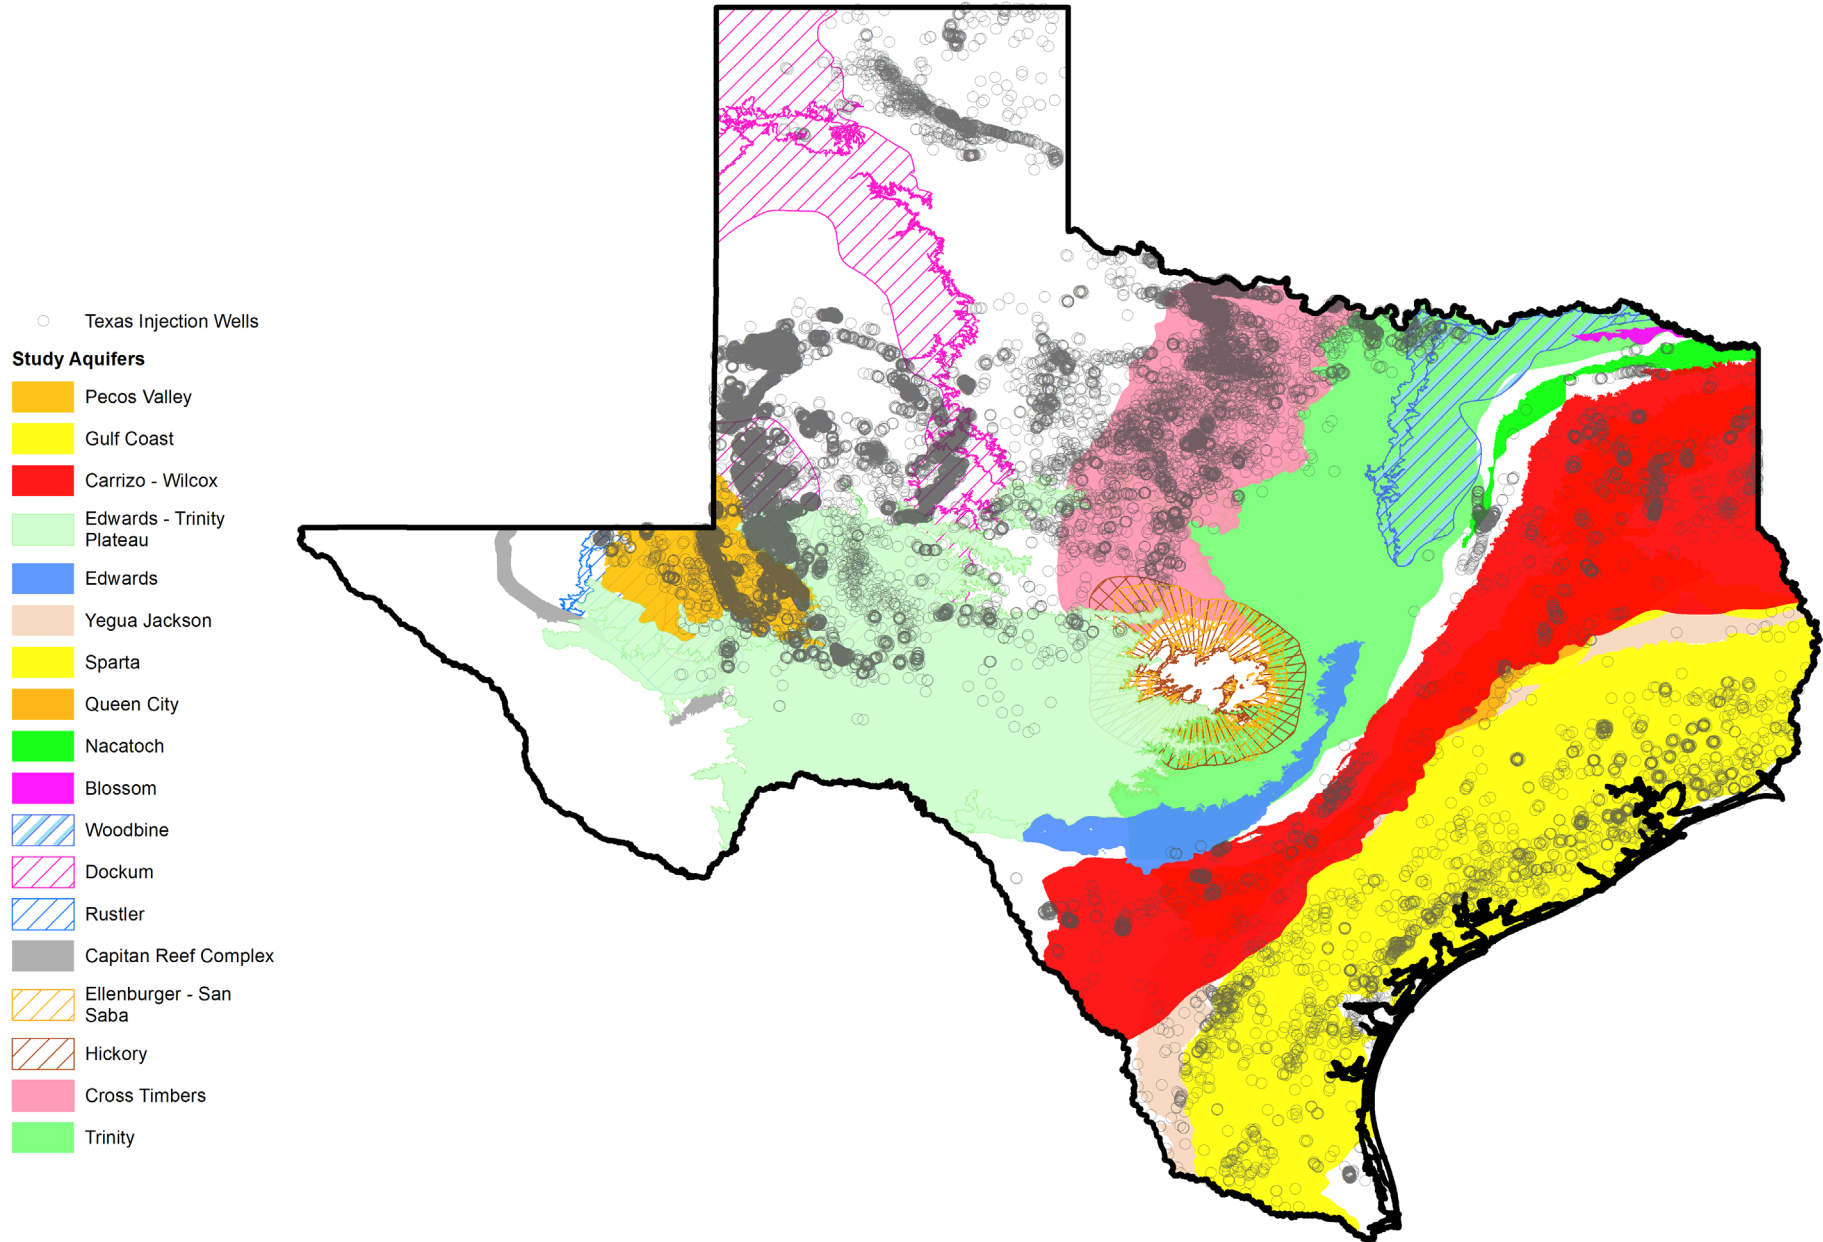 Texas Injection Wells
Study Aquifers
Pecos Valley
Gulf Coast
Carrizo - Wilcox
Edwards - Trinity
Plateau
Edwards
Yegua Jackson
Sparta
Queen City
Nacatoch
Blossom
Woodbine
Dockum
Rustler
Capitan Reef Complex
Ellenburger - San
Saba
Hickory
Cross Timbers
Trinity